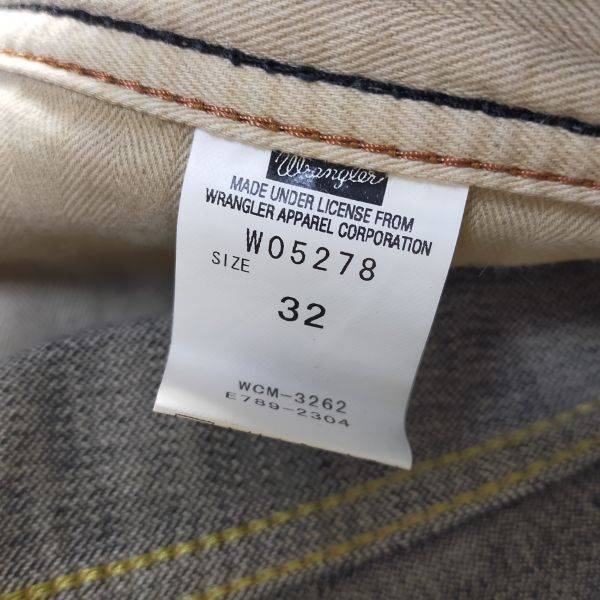 Wrangler
MADE UNDER LICENSE FROM
WRANGLER APPAREL CORPORATION
W05278
SIZE
32
WCM-3262
E789-2304